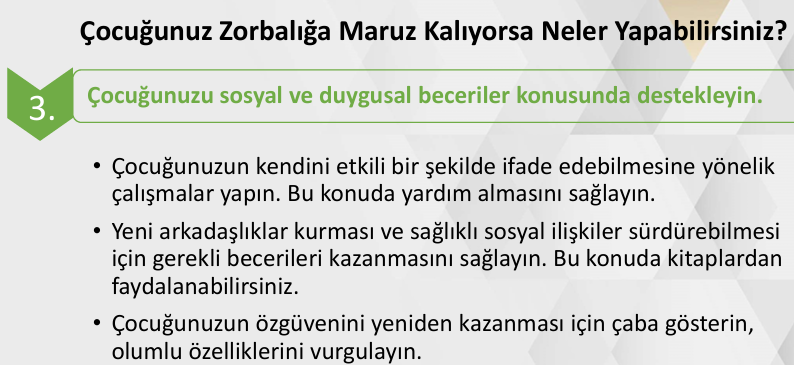 Çocuğunuz Zorbalığa Maruz Kalıyorsa Neler Yapabilirsiniz?
3.
Çocuğunuzu sosyal ve duygusal beceriler konusunda destekleyin.
• Çocuğunuzun kendini etkili bir şekilde ifade edebilmesine yönelik
çalışmalar yapın. Bu konuda yardım almasını sağlayın.
• Yeni arkadaşlıklar kurması ve sağlıklı sosyal ilişkiler sürdürebilmesi
için gerekli becerileri kazanmasını sağlayın. Bu konuda kitaplardan
faydalanabilirsiniz.
• Çocuğunuzun özgüvenini yeniden kazanması için çaba gösterin,
olumlu özelliklerini vurgulayın.